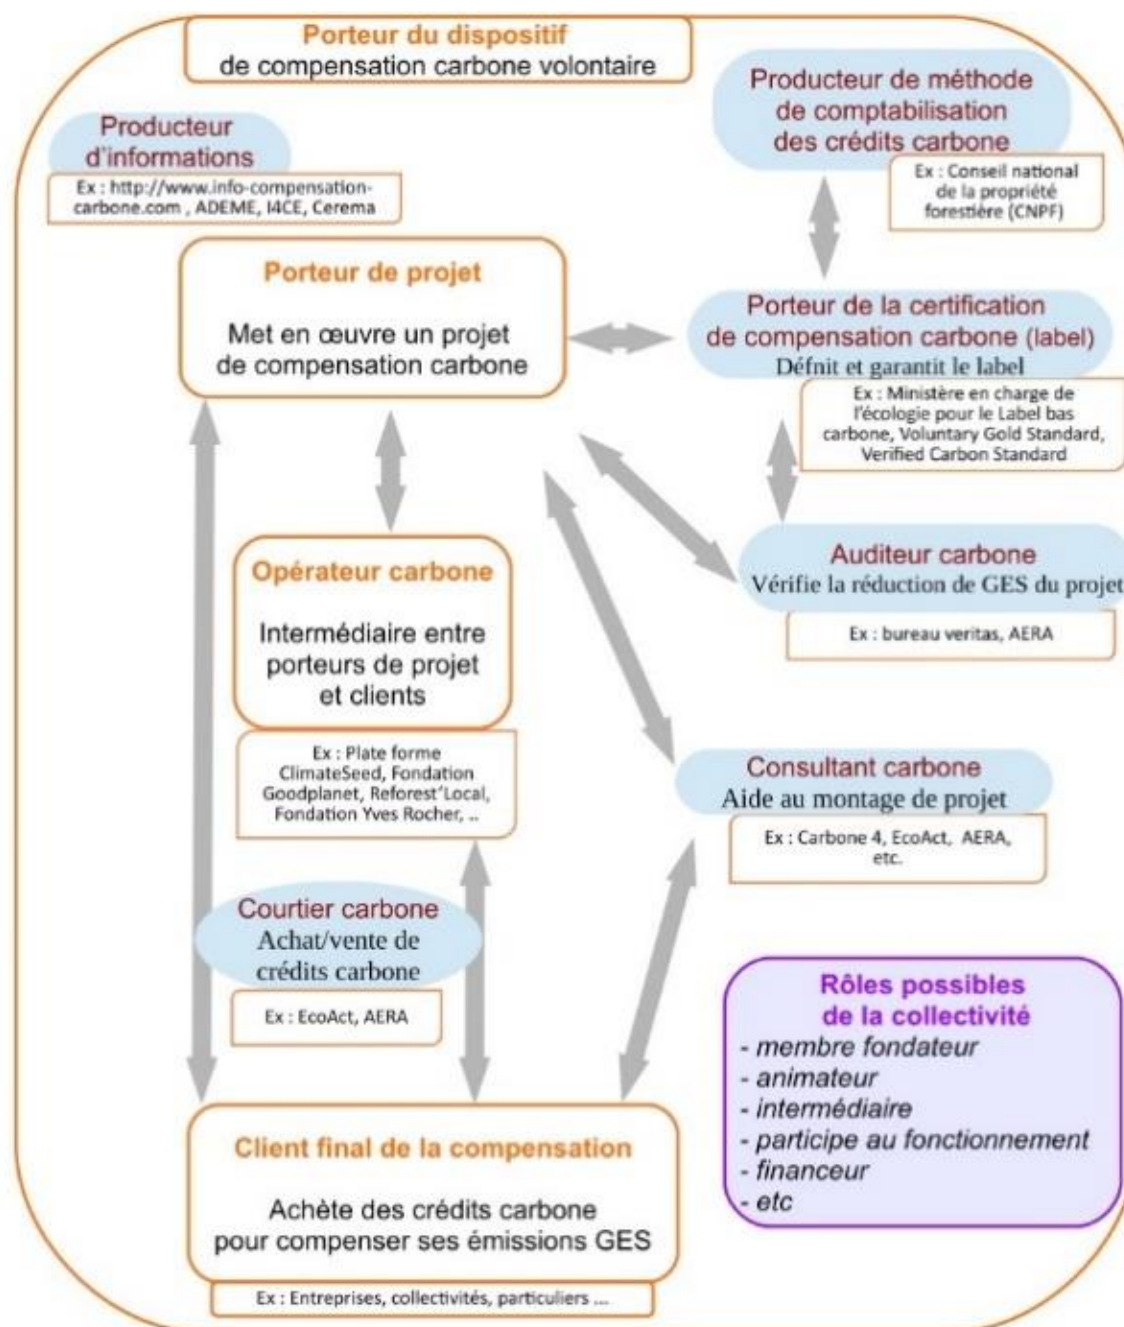 Porteur du dispositif
de compensation carbone volontaire
Producteur de méthode
de comptabilisation
des crédits carbone
Ex : Conseil national
de la propriété
forestière (CNPF)
Producteur
d'informations
Ex : http://www.info-compensation-
carbone.com , ADEME, I4CE, Cerema
Porteur de projet
Met en œuvre un projet
de compensation carbone
Porteur de la certification
de compensation carbone (label)
Défnit et garantit le label
Ex : Ministère en charge de
l'écologie pour le Label bas
carbone, Voluntary Gold Standard,
Verified Carbon Standard
Opérateur carbone
Intermédiaire entre
porteurs de projet
et clients
Ex : Plate forme
ClimateSeed, Fondation
Goodplanet, Reforest'Local,
Fondation Yves Rocher, ..
Auditeur carbone
Vérifie la réduction de GES du projet
Ex : bureau veritas, AERA
Consultant carbone
Aide au montage de projet
Ex : Carbone 4, EcoAct, AERA,
etc.
Courtier carbone
Achat/vente de
crédits carbone
Ex : EcoAct, AERA
Rôles possibles
de la collectivité
- membre fondateur
- animateur
- intermédiaire
- participe au fonctionnement
- financeur
- etc
Client final de la compensation
Achète des crédits carbone
pour compenser ses émissions GES
Ex : Entreprises, collectivités, particuliers ...